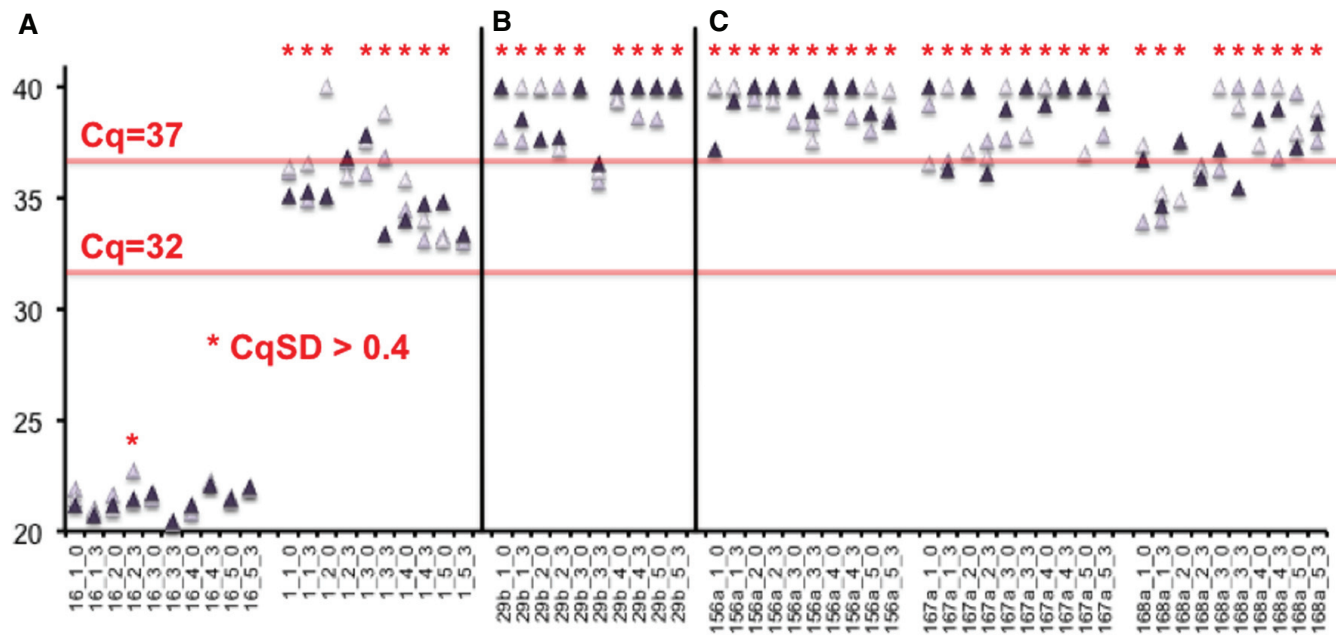 A B C
* * * * * * * * * * * * * * * * * * * * * * * * * * * * * * * * * * * * * * * * * * * * * *
40
Cq=37
35
Cq=32
30
* CqSD > 0.4
25
*
20
16_1_0
16_1_3
16_2_0
16_2_3
16_3_0
16_3_3
16_4_0
16_4_3
16_5_0
16_5_3
1_1_0
1_1_3
1_2_0
1_2_3
1_3_0
1_3_3
1_4_0
1_4_3
1_5_0
1_5_3
29b_1_0
29b_1_3
29b_2_0
29b_2_3
29b_3_0
29b_3_3
29b_4_0
29b_4_3
29b_5_0
29b_5_3
156a_1_0
156a_1_3
156a_2_0
156a_2_3
156a_3_0
156a_3_3
156a_4_0
156a_4_3
156a_5_0
156a_5_3
167a_1_0
167a_1_3
167a_2_0
167a_2_3
167a_3_0
167a_3_3
167a_4_0
167a_4_3
167a_5_0
167a_5_3
168a_1_0
168a_1_3
168a_2_0
168a_2_3
168a_3_0
168a_3_3
168a_4_0
168a_4_3
168a_5_0
168a_5_3